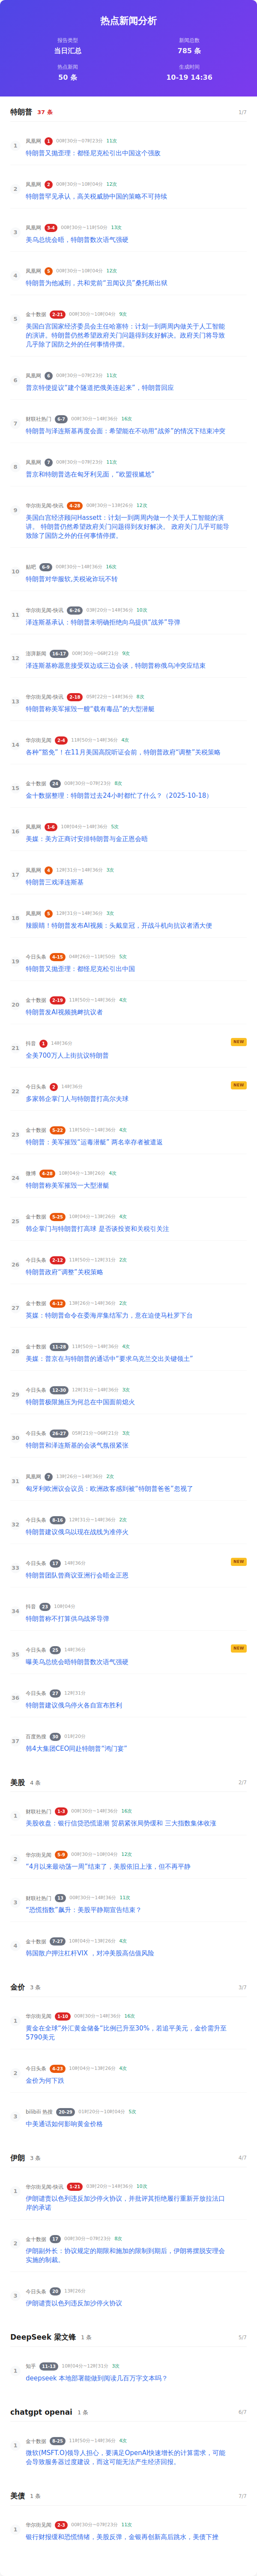 热点新闻分析
报告类型
当日汇总
新闻总数
785 条
热点新闻
50 条
生成时间
10-19 14:36
特朗普 37 条 1/7
1
凤凰网 1 00时30分~07时23分 11次
特朗普又抛歪理：都怪尼克松引出中国这个强敌
2
凤凰网 2 00时30分~10时04分 12次
特朗普罕见承认，高关税威胁中国的策略不可持续
3
凤凰网 3-4 00时30分~11时50分 13次
美乌总统会晤，特朗普数次语气强硬
4
凤凰网 5 00时30分~10时04分 12次
特朗普为他减刑，共和党前“丑闻议员”桑托斯出狱
5
金十数据 2-21 00时30分~10时04分 9次
美国白宫国家经济委员会主任哈塞特：计划一到两周内做关于人工智能
的演讲。特朗普仍然希望政府关门问题得到友好解决。政府关门将导致
几乎除了国防之外的任何事情停摆。
6
凤凰网 6 00时30分~07时23分 11次
普京特使提议“建个隧道把俄美连起来”，特朗普回应
7
财联社热门 6-7 00时30分~14时36分 16次
特朗普与泽连斯基再度会面：希望能在不动用“战斧”的情况下结束冲突
8
凤凰网 7 00时30分~07时23分 11次
普京和特朗普选在匈牙利见面，“欧盟很尴尬”
9
华尔街见闻-快讯 4-28 00时30分~13时26分 12次
美国白宫经济顾问Hassett：计划一到两周内做一个关于人工智能的演
讲。 特朗普仍然希望政府关门问题得到友好解决。 政府关门几乎可能导
致除了国防之外的任何事情停摆。
10
贴吧 6-9 00时30分~14时36分 16次
特朗普对华服软,关税讹诈玩不转
11
华尔街见闻-快讯 6-26 03时20分~14时36分 10次
泽连斯基承认：特朗普未明确拒绝向乌提供“战斧”导弹
12
澎湃新闻 16-17 00时30分~06时21分 9次
泽连斯基称愿意接受双边或三边会谈，特朗普称俄乌冲突应结束
13
华尔街见闻-快讯 2-18 05时22分~14时36分 8次
特朗普称美军摧毁一艘“载有毒品”的大型潜艇
14
华尔街见闻 2-4 11时50分~14时36分 4次
各种“豁免”！在11月美国高院听证会前，特朗普政府“调整”关税策略
15
金十数据 24 00时30分~07时23分 8次
金十数据整理：特朗普过去24小时都忙了什么？（2025-10-18）
16
凤凰网 1-6 10时04分~14时36分 5次
美媒：美方正商讨安排特朗普与金正恩会晤
17
凤凰网 4 12时31分~14时36分 3次
特朗普三戏泽连斯基
18
凤凰网 5 12时31分~14时36分 3次
辣眼睛！特朗普发布AI视频：头戴皇冠，开战斗机向抗议者洒大便
19
今日头条 4-15 04时26分~11时50分 5次
特朗普又抛歪理：都怪尼克松引出中国
20
金十数据 2-19 11时50分~14时36分 4次
特朗普发AI视频挑衅抗议者
21
抖音 1 14时36分 NEW
全美700万人上街抗议特朗普
22
今日头条 2 14时36分 NEW
多家韩企掌门人与特朗普打高尔夫球
23
金十数据 5-22 11时50分~14时36分 4次
特朗普：美军摧毁“运毒潜艇” 两名幸存者被遣返
24
微博 4-28 10时04分~13时26分 4次
特朗普称美军摧毁一大型潜艇
25
金十数据 5-25 10时04分~13时26分 4次
韩企掌门与特朗普打高球 是否谈投资和关税引关注
26
今日头条 2-12 11时50分~12时31分 2次
特朗普政府“调整”关税策略
27
金十数据 4-12 13时26分~14时36分 2次
英媒：特朗普命令在委海岸集结军力，意在迫使马杜罗下台
28
金十数据 11-28 11时50分~14时36分 4次
美媒：普京在与特朗普的通话中“要求乌克兰交出关键领土”
29
今日头条 12-30 12时31分~14时36分 3次
特朗普极限施压为何总在中国面前熄火
30
今日头条 26-27 05时21分~06时21分 3次
特朗普和泽连斯基的会谈气氛很紧张
31
凤凰网 7 13时26分~14时36分 2次
匈牙利欧洲议会议员：欧洲政客感到被“特朗普爸爸”忽视了
32
今日头条 8-16 12时31分~14时36分 2次
特朗普建议俄乌以现在战线为准停火
33
今日头条 17 14时36分 NEW
特朗普团队曾商议亚洲行会晤金正恩
34
抖音 23 10时04分
特朗普称不打算供乌战斧导弹
35
今日头条 25 14时36分 NEW
曝美乌总统会晤特朗普数次语气强硬
36
今日头条 27 12时31分
特朗普建议俄乌停火各自宣布胜利
37
百度热搜 30 01时20分
韩4大集团CEO同赴特朗普“鸿门宴”
美股 4 条 2/7
1
财联社热门 1-3 00时30分~14时36分 16次
美股收盘：银行信贷恐慌退潮 贸易紧张局势缓和 三大指数集体收涨
2
华尔街见闻 5-9 00时30分~10时04分 12次
“4月以来最动荡一周”结束了，美股依旧上涨，但不再平静
3
财联社热门 13 00时30分~14时36分 11次
“恐慌指数”飙升：美股平静期宣告结束？
4
金十数据 7-27 10时04分~13时26分 4次
韩国散户押注杠杆VIX ，对冲美股高估值风险
金价 3 条 3/7
1
华尔街见闻 1-10 00时30分~14时36分 16次
黄金在全球“外汇黄金储备”比例已升至30%，若追平美元，金价需升至
5790美元
2
今日头条 4-23 10时04分~13时26分 4次
金价为何下跌
3
bilibili 热搜 20-29 01时20分~10时04分 5次
中美通话如何影响黄金价格
伊朗 3 条 4/7
1
华尔街见闻-快讯 1-21 03时20分~14时36分 10次
伊朗谴责以色列违反加沙停火协议，并批评其拒绝履行重新开放拉法口
岸的承诺
2
金十数据 17 00时30分~07时23分 8次
伊朗副外长：协议规定的期限和施加的限制到期后，伊朗将摆脱安理会
实施的制裁。
3
今日头条 20 13时26分
伊朗谴责以色列违反加沙停火协议
DeepSeek 梁文锋 1 条 5/7
1
知乎 11-13 10时04分~12时31分 3次
deepseek 本地部署能做到阅读几百万字文本吗？
chatgpt openai 1 条 6/7
1
金十数据 6-25 11时50分~14时36分 4次
微软(MSFT.O)领导人担心，要满足OpenAI快速增长的计算需求，可能
会导致服务器过度建设，而这可能无法产生经济回报。
美债 1 条 7/7
1
华尔街见闻 2-3 00时30分~07时23分 11次
银行财报缓和恐慌情绪，美股反弹，金银再创新高后跳水，美债下挫